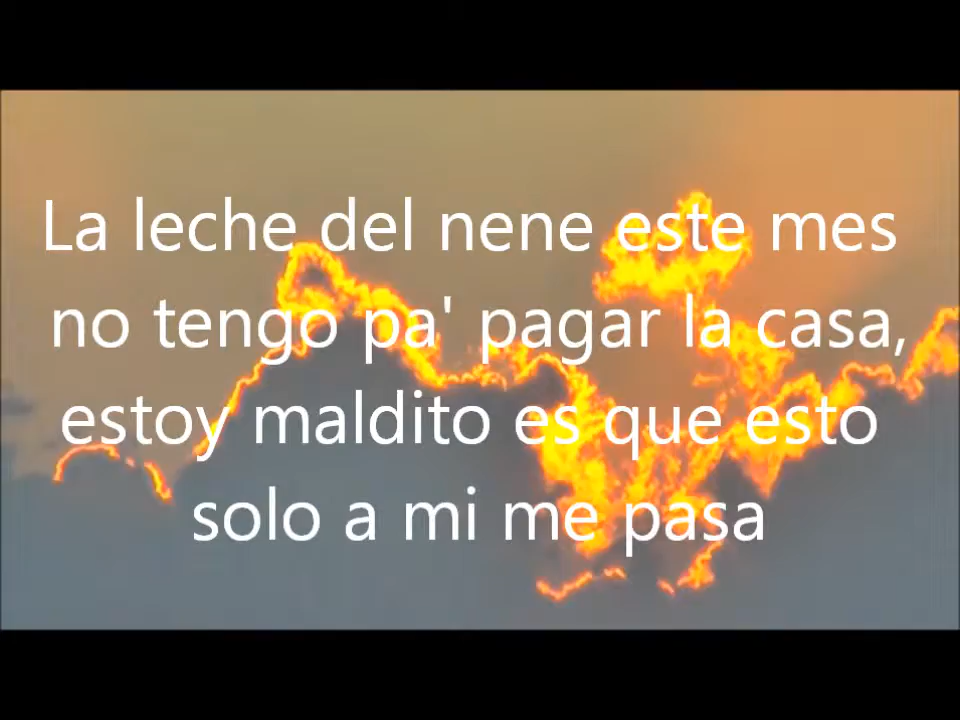 La leche del nene este mes
no tengo pa' pagar la casa,
estoy maldito es que esto
solo a mi me pasa